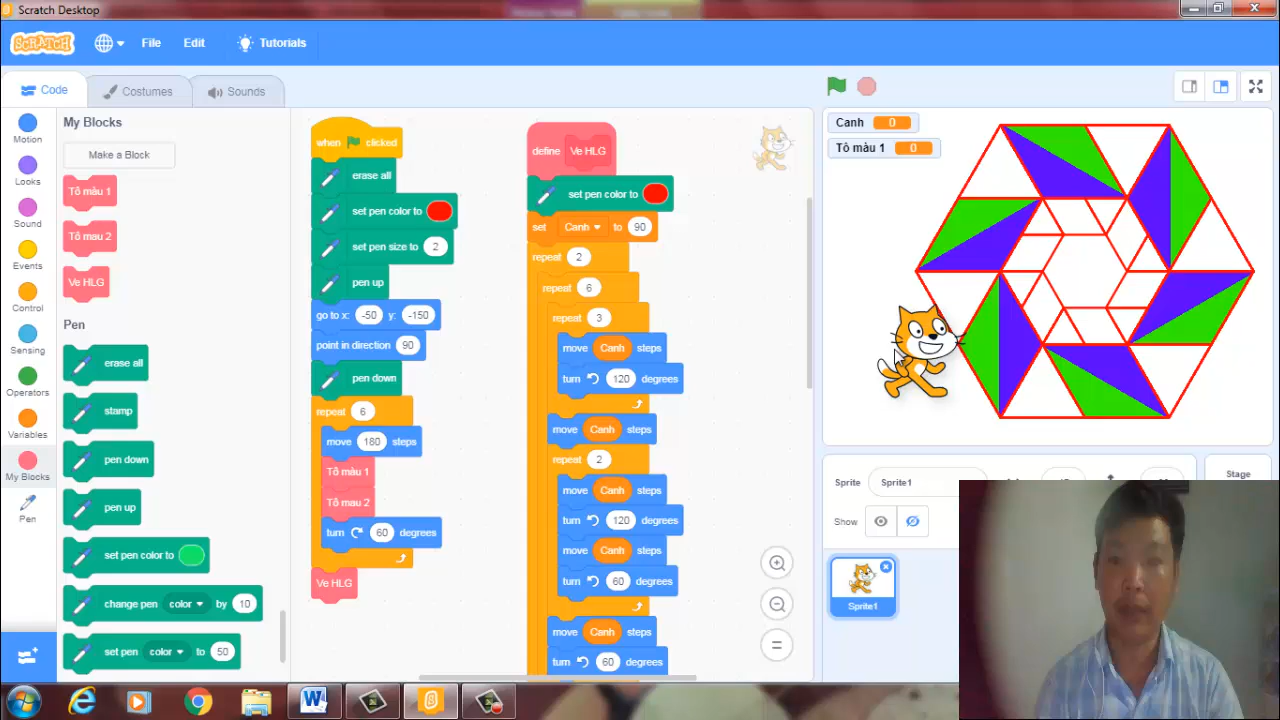 Scratch Desktop
SCRATCH File Edit Tutorials
Code Costumes Sounds
Motion
Looks
Sound
Events
Control
Sensing
Operators
Variables
My Blocks
Pen
My Blocks
Make a Block
Tô màu 1
Tô mau 2
Ve HLG
Pen
erase all
stamp
pen down
pen up
set pen color to
change pen color by 10
set pen color to 50
when clicked
erase all
set pen color to
set pen size to 2
pen up
go to x: -50 y: -150
point in direction 90
pen down
repeat 6
move 180 steps
Tô màu 1
Tô mau 2
turn 60 degrees
Ve HLG
define Ve HLG
set pen color to
set Canh to 90
repeat 2
repeat 6
repeat 3
move Canh steps
turn 120 degrees
move Canh steps
repeat 2
move Canh steps
turn 120 degrees
move Canh steps
turn 60 degrees
move Canh steps
turn 60 degrees
Canh 0
Tô màu 1 0
Sprite Sprite1
Show
Sprite1
Stage